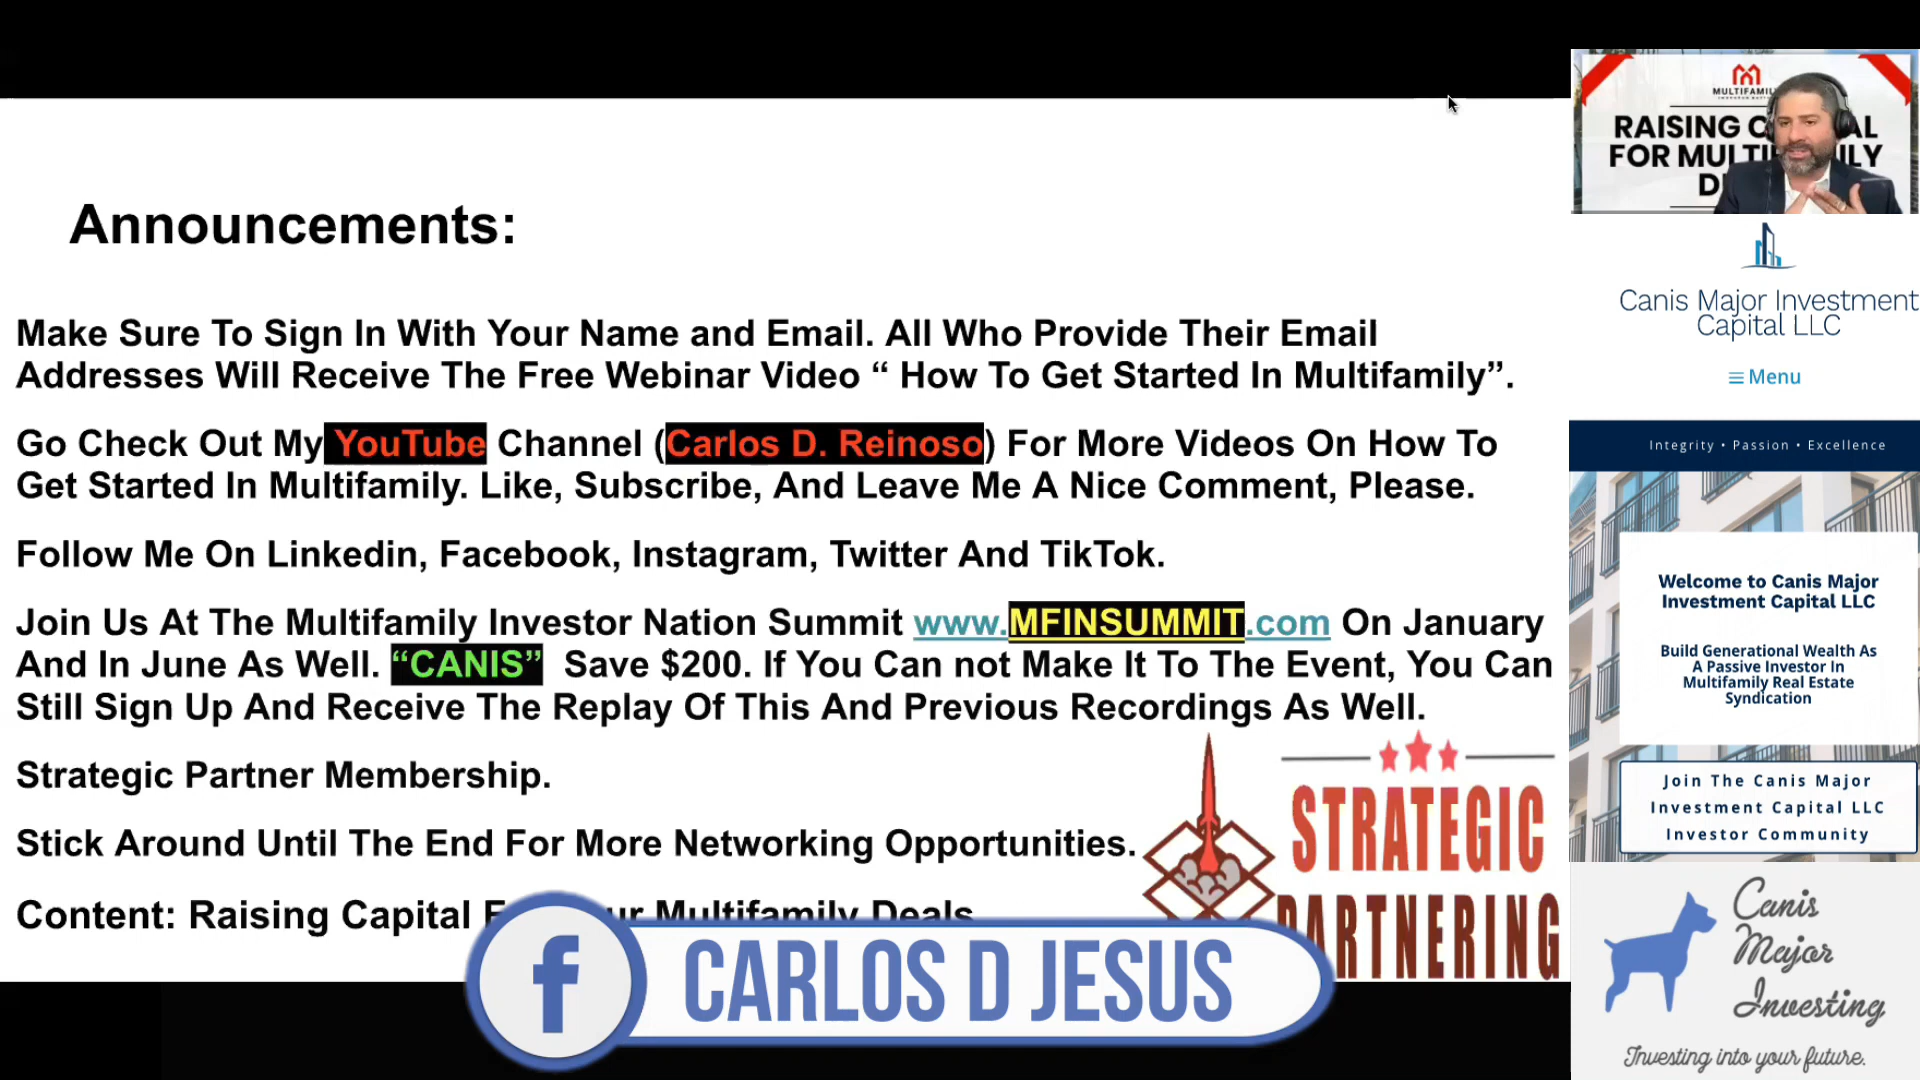 Announcements:
Make Sure To Sign In With Your Name and Email. All Who Provide Their Email
Addresses Will Receive The Free Webinar Video “ How To Get Started In Multifamily”.
Go Check Out My YouTube Channel (Carlos D. Reinoso) For More Videos On How To
Get Started In Multifamily. Like, Subscribe, And Leave Me A Nice Comment, Please.
Follow Me On Linkedin, Facebook, Instagram, Twitter And TikTok.
Join Us At The Multifamily Investor Nation Summit www.MFINSUMMIT.com On January
And In June As Well. “CANIS” Save $200. If You Can not Make It To The Event, You Can
Still Sign Up And Receive The Replay Of This And Previous Recordings As Well.
Strategic Partner Membership.
Stick Around Until The End For More Networking Opportunities.
Content: Raising Capital Multifamily Deals
STRATEGIC
PARTNERING
f CARLOS D JESUS
RAISING
FOR
Canis Major Investment
Capital LLC
Menu
Integrity • Passion • Excellence
Welcome to Canis Major
Investment Capital LLC
Build Generational Wealth As
A Passive Investor In
Multifamily Real Estate
Syndication
Join The Canis Major
Investment Capital LLC
Investor Community
Canis
Major
Investing
Investing into your future.